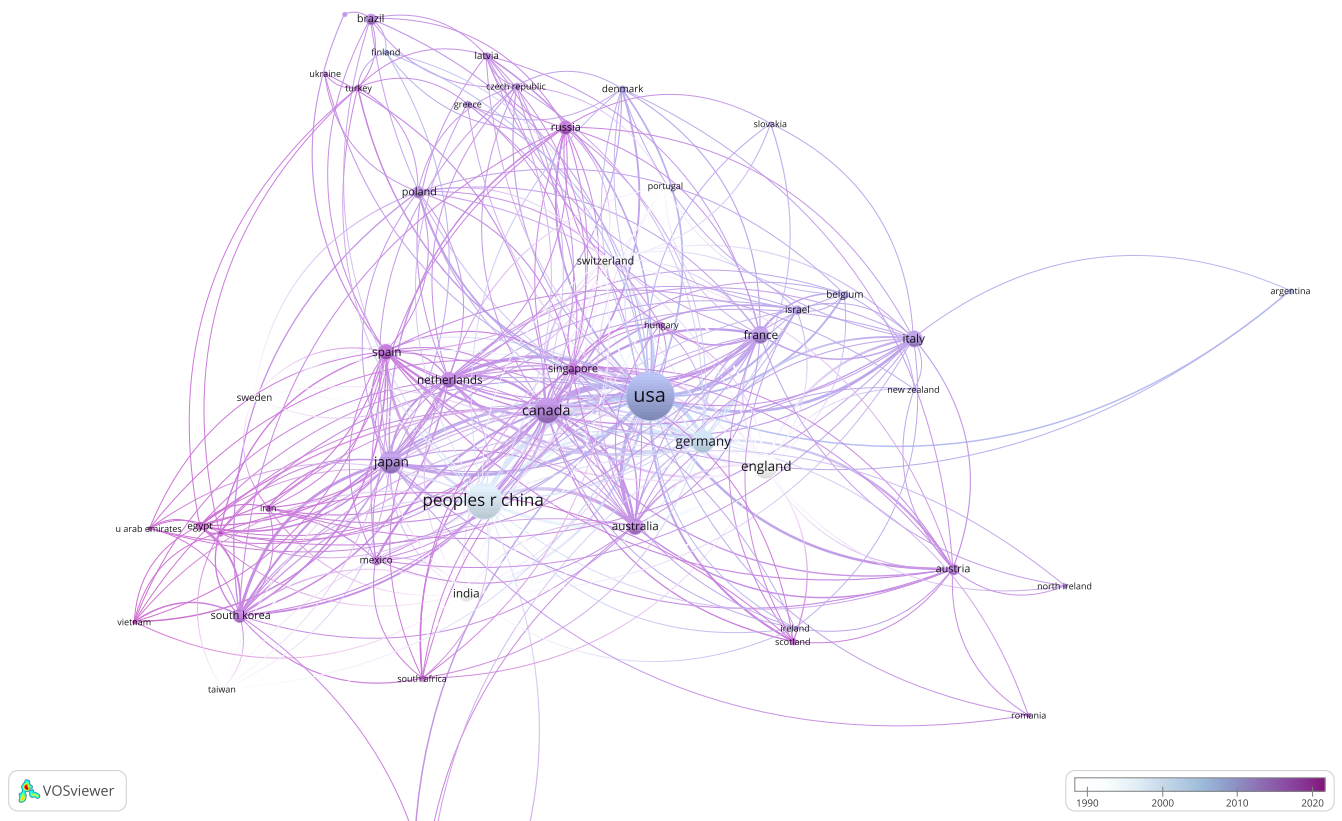 brazil
finland
latvia
ukraine
turkey
czech republic
denmark
greece
russia
slovakia
poland
portugal
switzerland
belgium
argentina
israel
hungary
france
italy
spain
singapore
netherlands
new zealand
usa
sweden
canada
germany
japan
england
peoples r china
iran
u arab emirates
egypt
australia
mexico
austria
north ireland
india
south korea
vietnam
ireland
scotland
south africa
taiwan
romania
VOSviewer
1990 2000 2010 2020